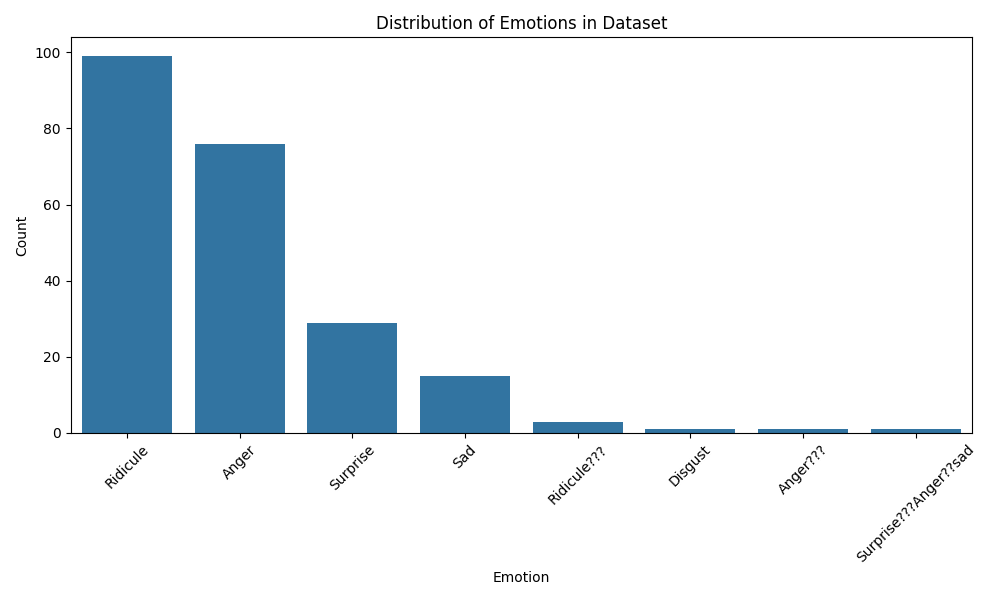 Distribution of Emotions in Dataset
Count
100
80
60
40
20
0
Ridicule
Anger
Surprise
Sad
Ridicule???
Disgust
Anger???
Surprise???Anger??sad
Emotion